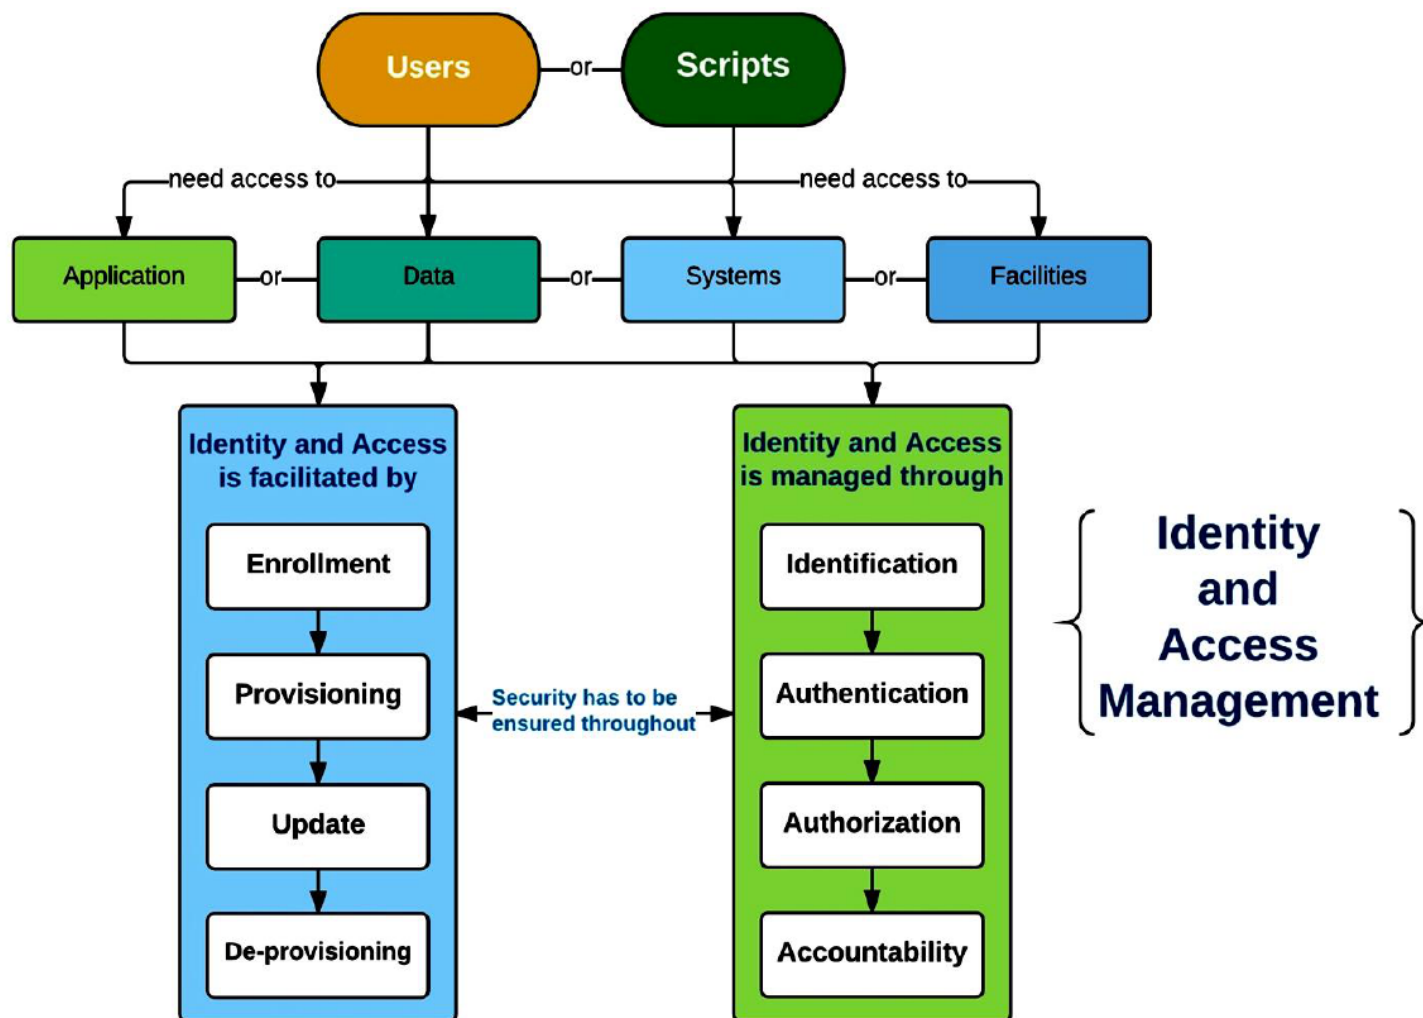 Users
or
Scripts
need access to
need access to
Application
or
Data
or
Systems
or
Facilities
Identity and Access
is facilitated by
Enrollment
Provisioning
Update
De-provisioning
Security has to be
ensured throughout
Identity and Access
is managed through
Identification
Authentication
Authorization
Accountability
Identity
and
Access
Management